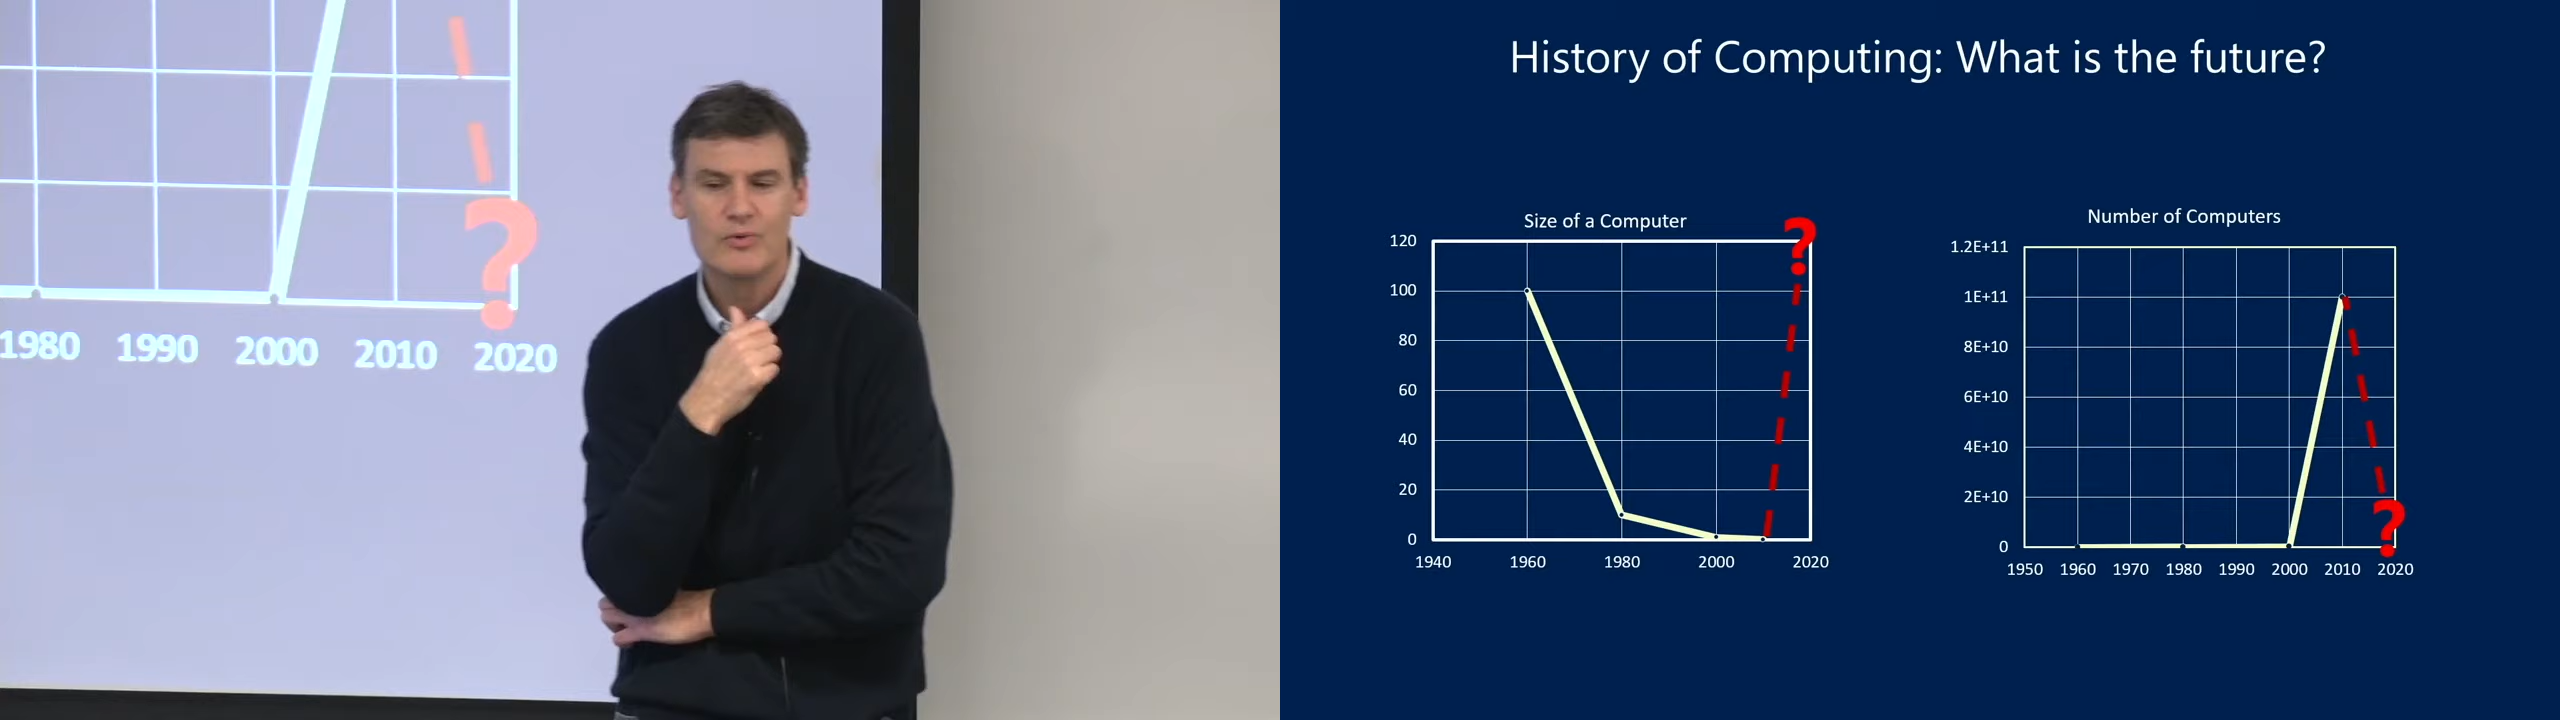 ?
1980 1990 2000 2010 2020
History of Computing: What is the future?
Size of a Computer
120
100
80
60
40
20
0
1940 1960 1980 2000 2020
?
Number of Computers
1.2E+11
1E+11
8E+10
6E+10
4E+10
2E+10
0
1950 1960 1970 1980 1990 2000 2010 2020
?